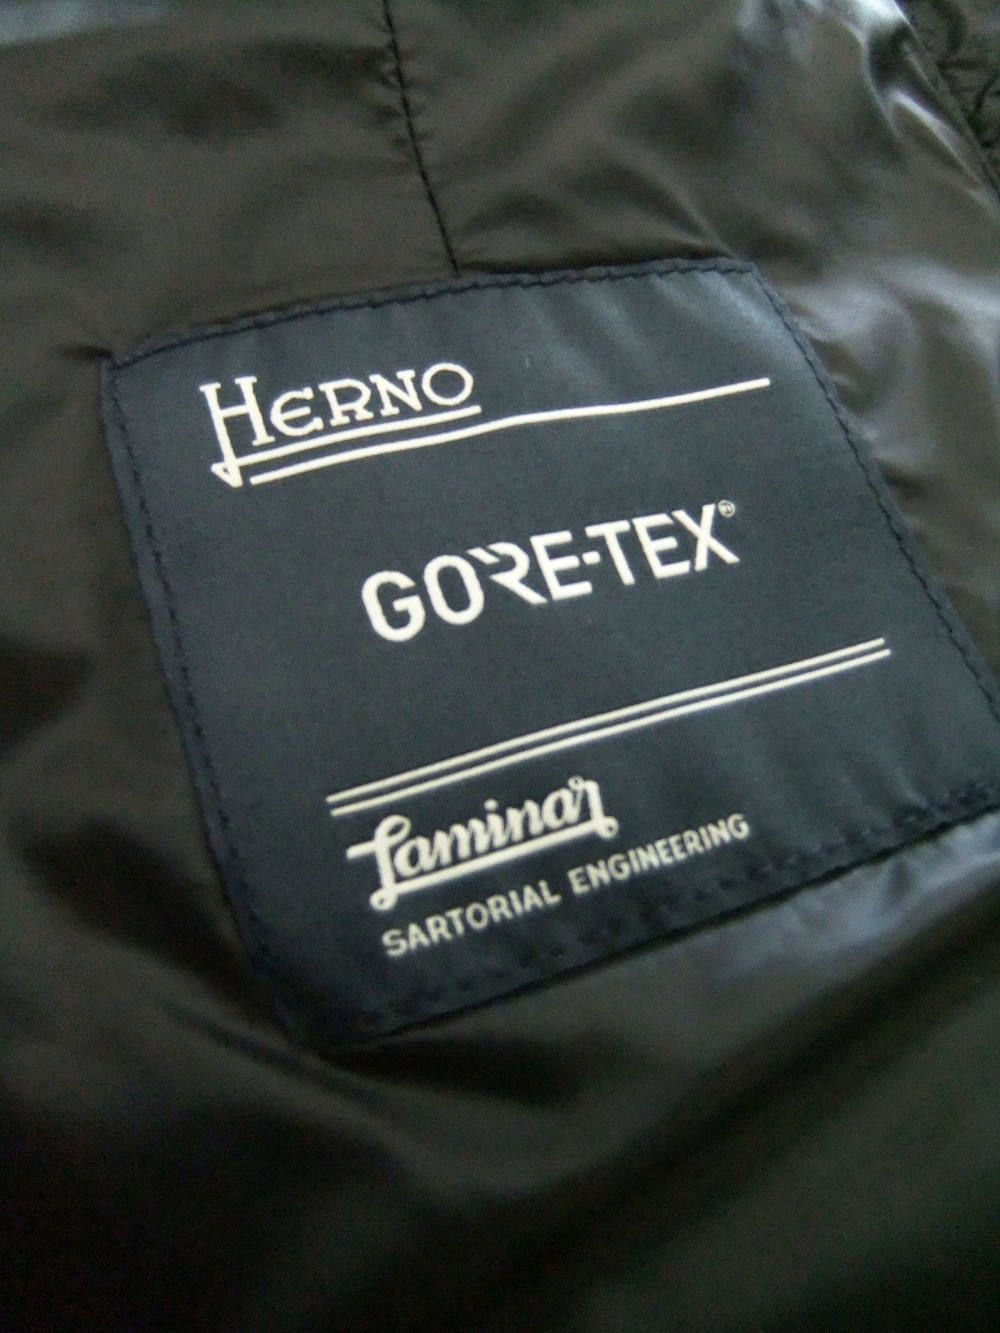 HERNO
GORE-TEX®
Laminar
SARTORIAL ENGINEERING